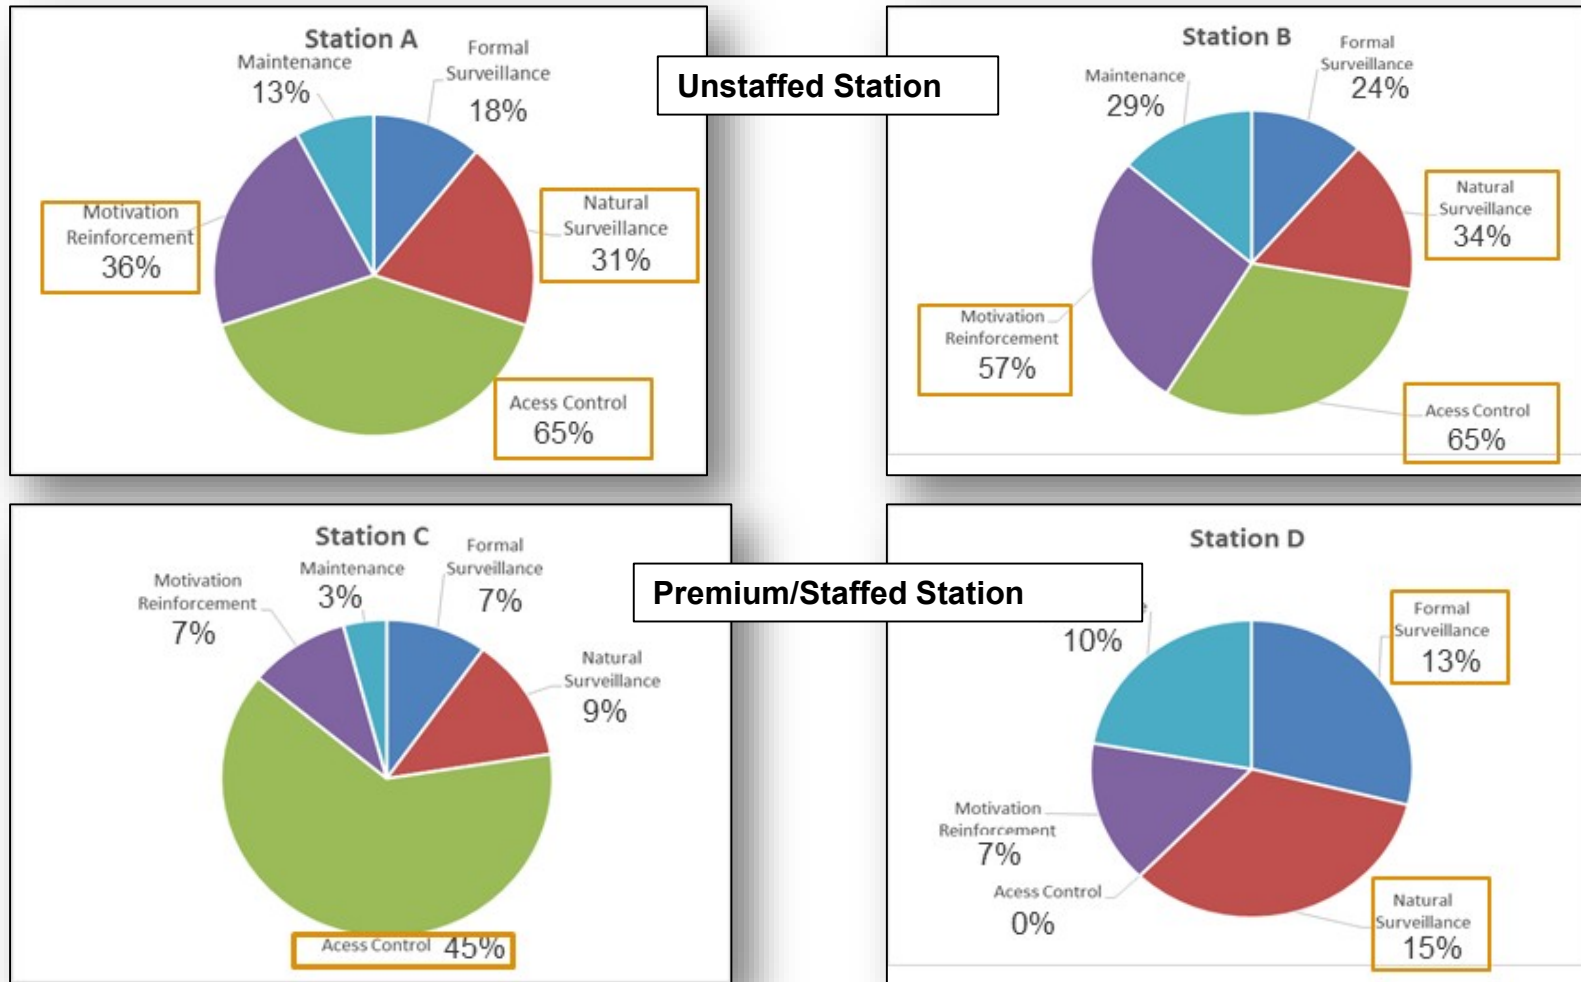 Station A
Maintenance
13%
Formal
Surveillance
18%
Motivation
Reinforcement
36%
Natural
Surveillance
31%
Acess Control
65%
Unstaffed Station
Station B
Maintenance
29%
Formal
Surveillance
24%
Natural
Surveillance
34%
Motivation
Reinforcement
57%
Acess Control
65%
Station C
Motivation
Reinforcement
7%
Maintenance
3%
Formal
Surveillance
7%
Natural
Surveillance
9%
Acess Control 45%
Premium/Staffed Station
Station D
10%
Formal
Surveillance
13%
Motivation
Reinforcement
7%
Acess Control
0%
Natural
Surveillance
15%